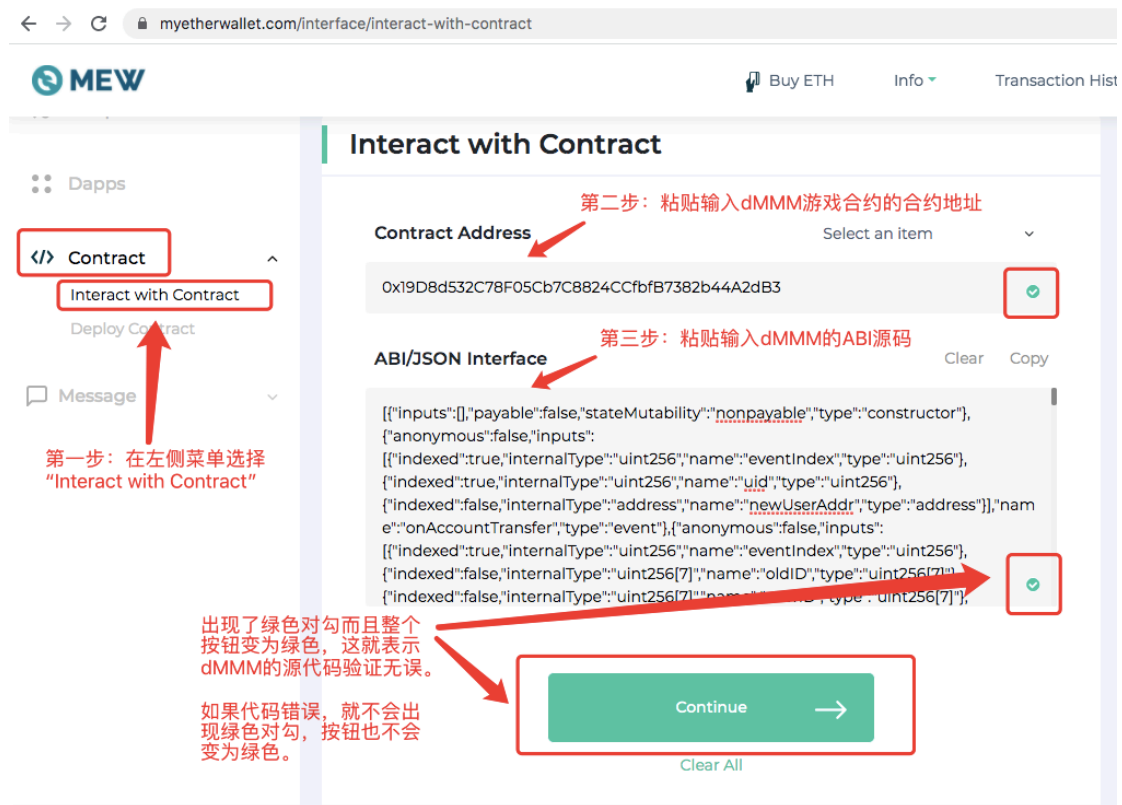 myetherwallet.com/interface/interact-with-contract
MEW
Buy ETH
Info
Transaction Hist
Interact with Contract
Dapps
第二步：粘贴输入dMMM游戏合约的合约地址
Contract Address
Select an item
</> Contract
0x19D8d532C78F05Cb7C8824CCfbfB7382b44A2dB3
Interact with Contract
Deploy Contract
第三步：粘贴输入dMMM的ABI源码
ABI/JSON Interface
Clear
Copy
Message
[{"inputs":[],"payable":false,"stateMutability":"nonpayable","type":"constructor"},
{"anonymous":false,"inputs":
[{"indexed":true,"internalType":"uint256","name":"eventIndex","type":"uint256"},
{"indexed":true,"internalType":"uint256","name":"uid","type":"uint256"},
{"indexed":false,"internalType":"address","name":"newUserAddr","type":"address"}],"nam
e":"onAccountTransfer","type":"event"},{"anonymous":false,"inputs":
[{"indexed":true,"internalType":"uint256","name":"eventIndex","type":"uint256"},
{"indexed":false,"internalType":"uint256[7]","name":"oldID","type":"uint256[7]"},
{"indexed":false,"internalType":"uint256[7]","type":"uint256[7]"},
第一步：在左侧菜单选择
“Interact with Contract”
出现了绿色对勾而且整个
按钮变为绿色，这就表示
dMMM的源代码验证无误。
如果代码错误，就不会出
现绿色对勾，按钮也不会
变为绿色。
Continue
Clear All